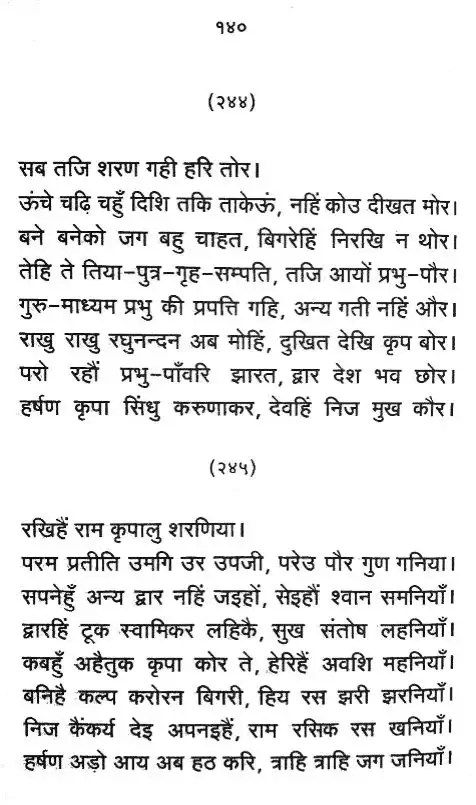 १४०
(२४४)
सब तजि शरण गही हरि तोर।
ऊंचे चढ़ि चहुँ दिशि तकि ताकेऊं, नहिं कोउ दीखत मोर।
बने बनेको जग बहु चाहत, बिगरेहिं निरखि न थोर।
तेहि ते तिया-पुत्र-गृह-सम्पति, तजि आयों प्रभु-पौर।
गुरु-माध्यम प्रभु की प्रपत्ति गहि, अन्य गती नहिं और।
राखु राखु रघुनन्दन अब मोहिं, दुखित देखि कृप बोर।
परो रहौं प्रभु-पाँवरि झारत, द्वार देश भव छोर।
हर्षण कृपा सिंधु करुणाकर, देवहिं निज मुख कौर।
(२४५)
रखिहैं राम कृपालु शरणिया।
परम प्रतीति उमगि उर उपजी, परेउ पौर गुण गनिया।
सपनेहुँ अन्य द्वार नहिं जइहों, सेइहौं श्वान समनियाँ।
द्वारहिं टूक स्वामिकर लहिकै, सुख संतोष लहनियाँ।
कबहुँ अहैतुक कृपा कोर ते, हेरिहैं अवशि महनियाँ।
बनिहै कल्प करोरन बिगरी, हिय रस झरी झरनियाँ।
निज कैंकर्य देइ अपनइहैं, राम रसिक रस खनियाँ।
हर्षण अड़ो आय अब हठ करि, त्राहि त्राहि जग जनियाँ।